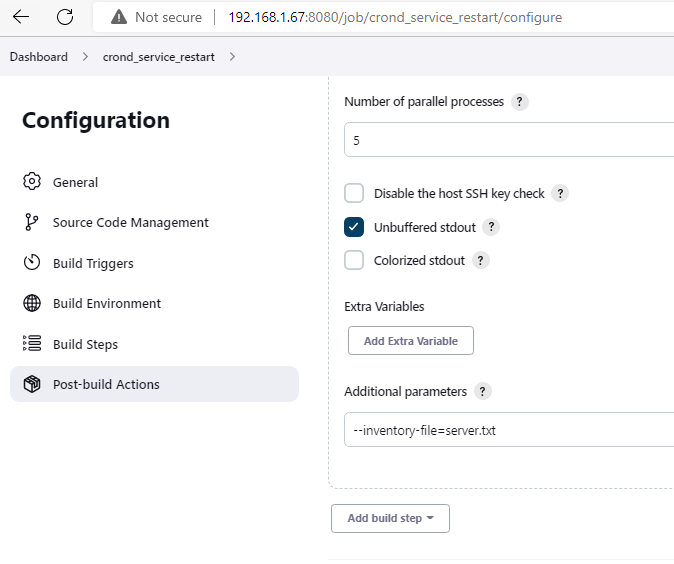 Not secure
192.168.1.67:8080/job/crond_service_restart/configure
Dashboard
crond_service_restart
Configuration
General
Source Code Management
Build Triggers
Build Environment
Build Steps
Post-build Actions
Number of parallel processes ?
5
Disable the host SSH key check ?
Unbuffered stdout ?
Colorized stdout ?
Extra Variables
Add Extra Variable
Additional parameters ?
--inventory-file=server.txt
Add build step